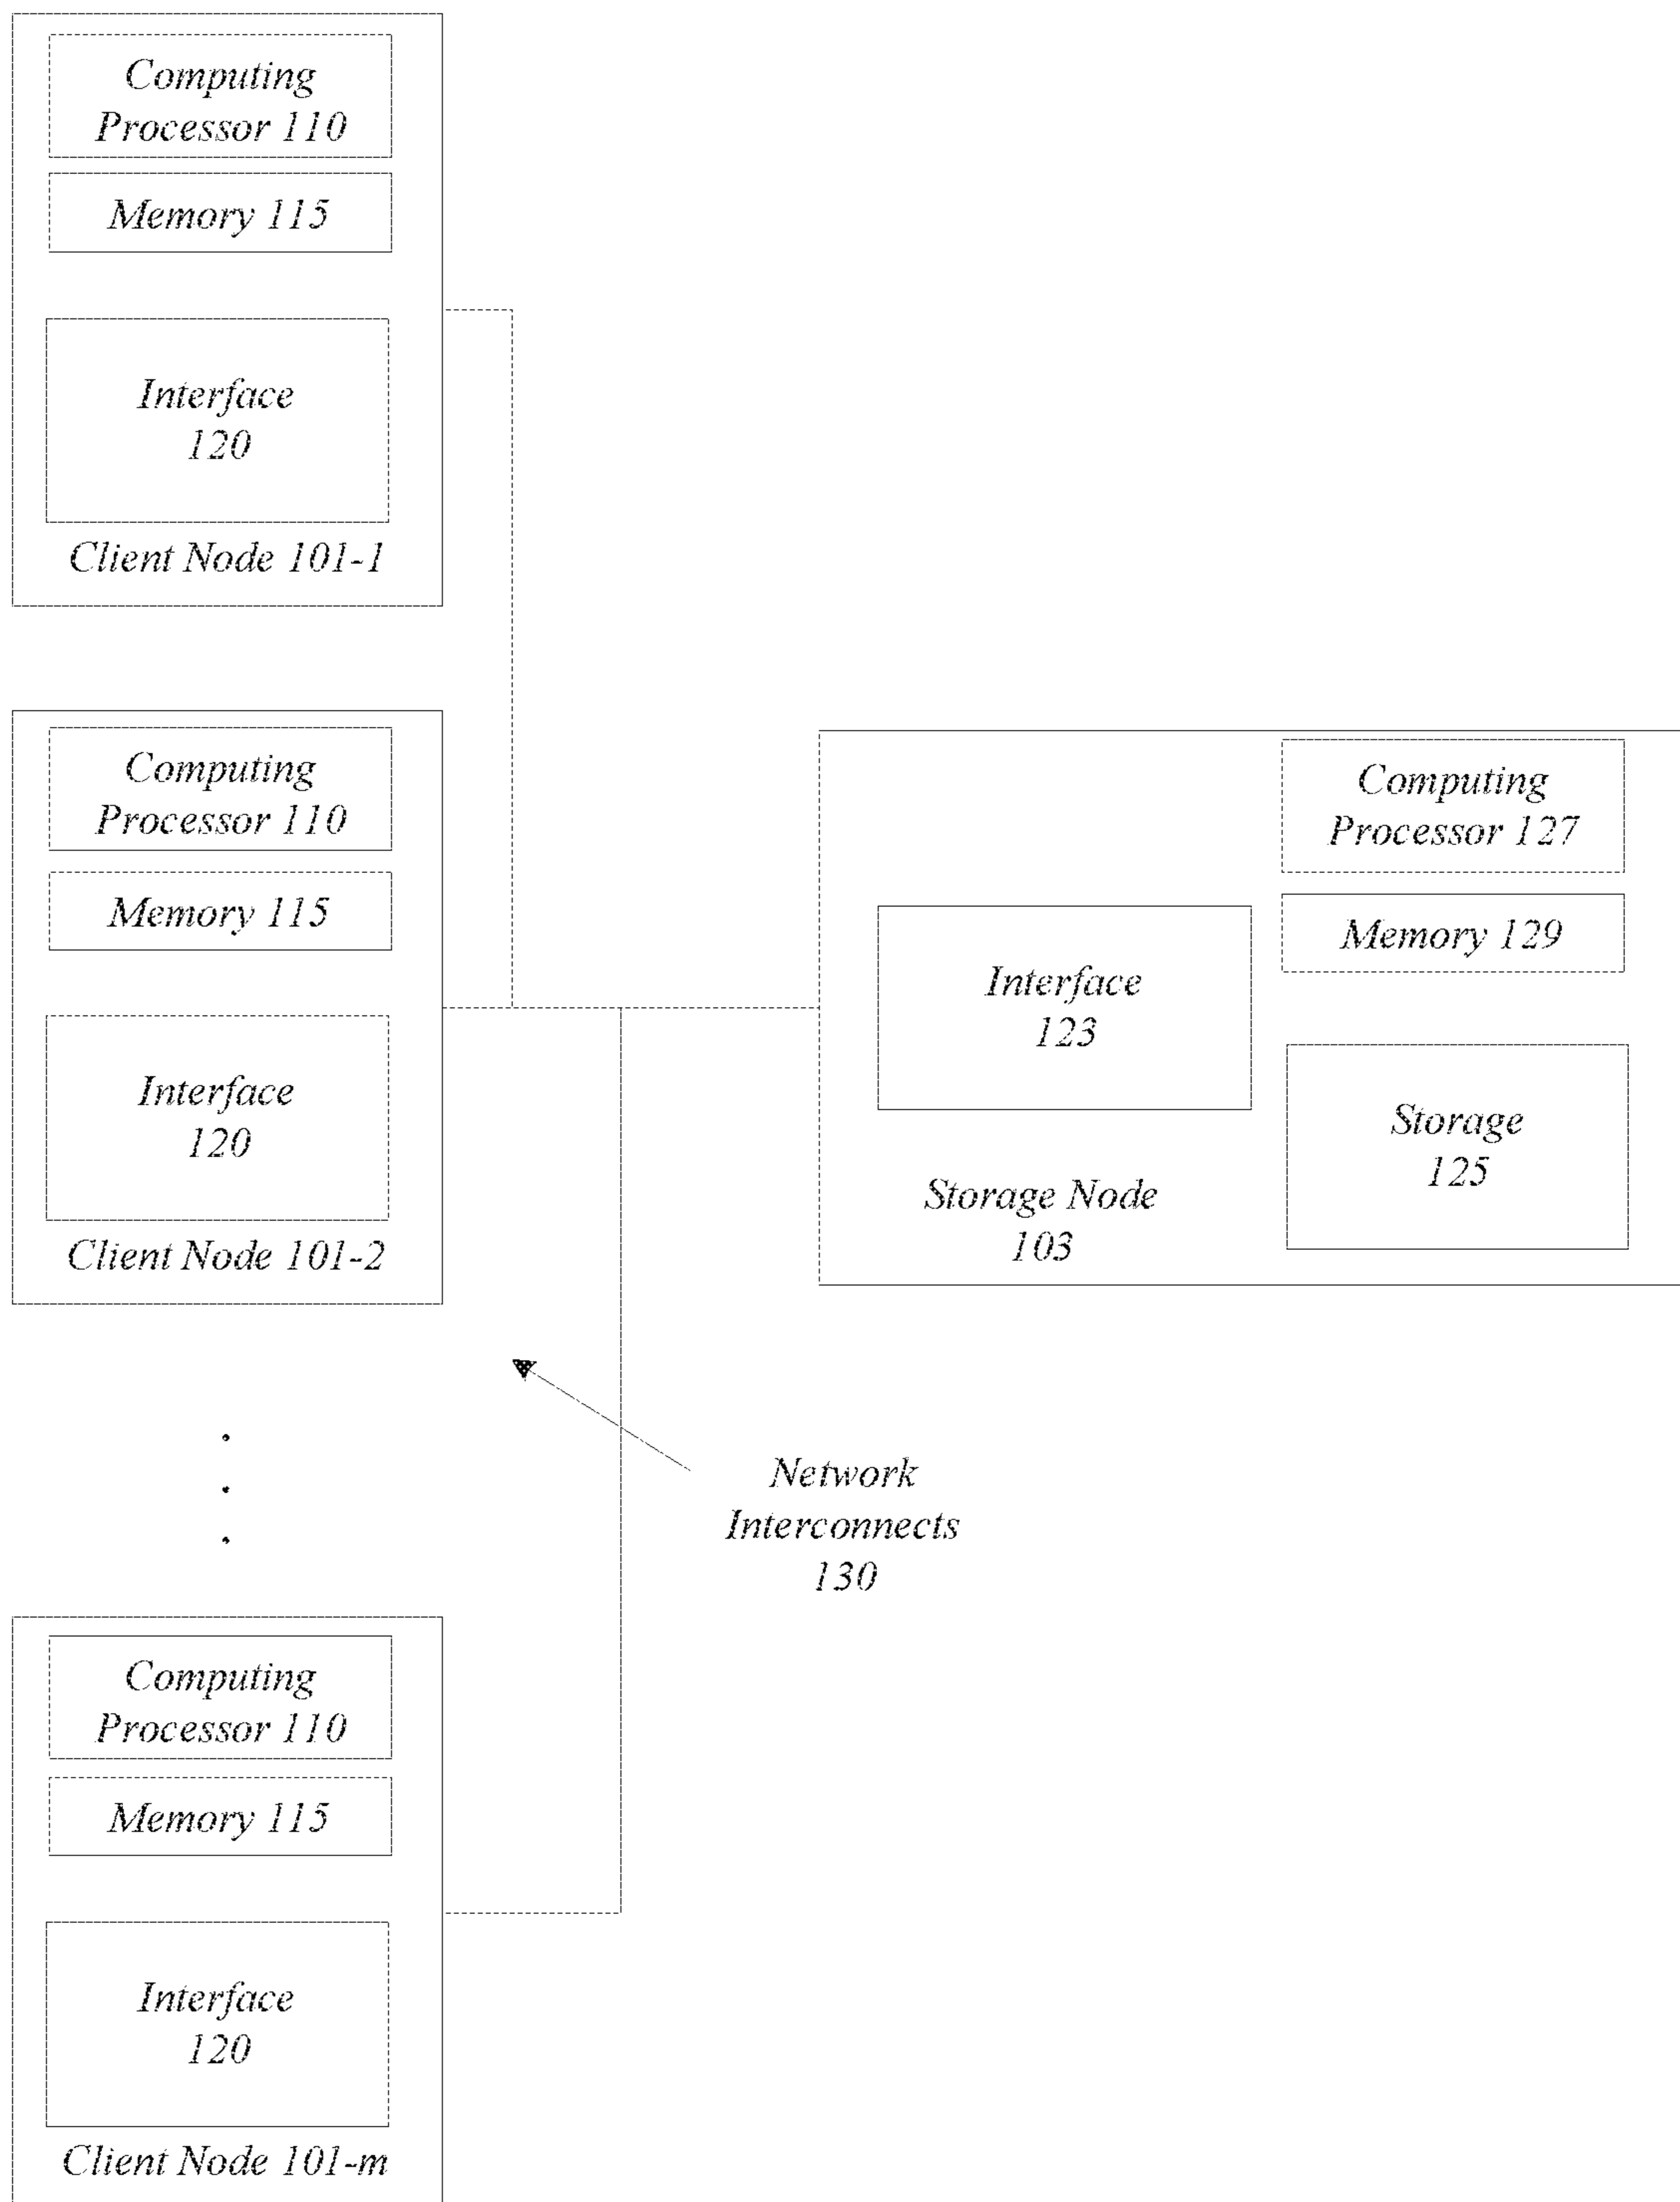 Computing
Processor 110
Memory 115
Interface
120
Client Node 101-1
Computing
Processor 110
Memory 115
Interface
120
Client Node 101-2
Computing
Processor 127
Memory 129
Interface
123
Storage
125
Storage Node
103
Network
Interconnects
130
Computing
Processor 110
Memory 115
Interface
120
Client Node 101-m